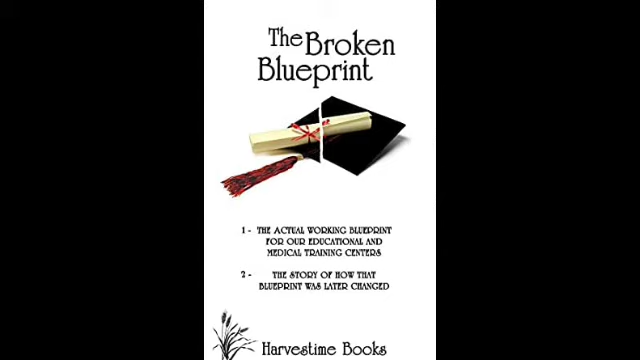 The Broken
Blueprint
1 - THE ACTUAL WORKING BLUEPRINT
FOR OUR EDUCATIONAL AND
MEDICAL TRAINING CENTERS
2 - THE STORY OF HOW THAT
BLUEPRINT WAS LATER CHANGED
Harvestime Books